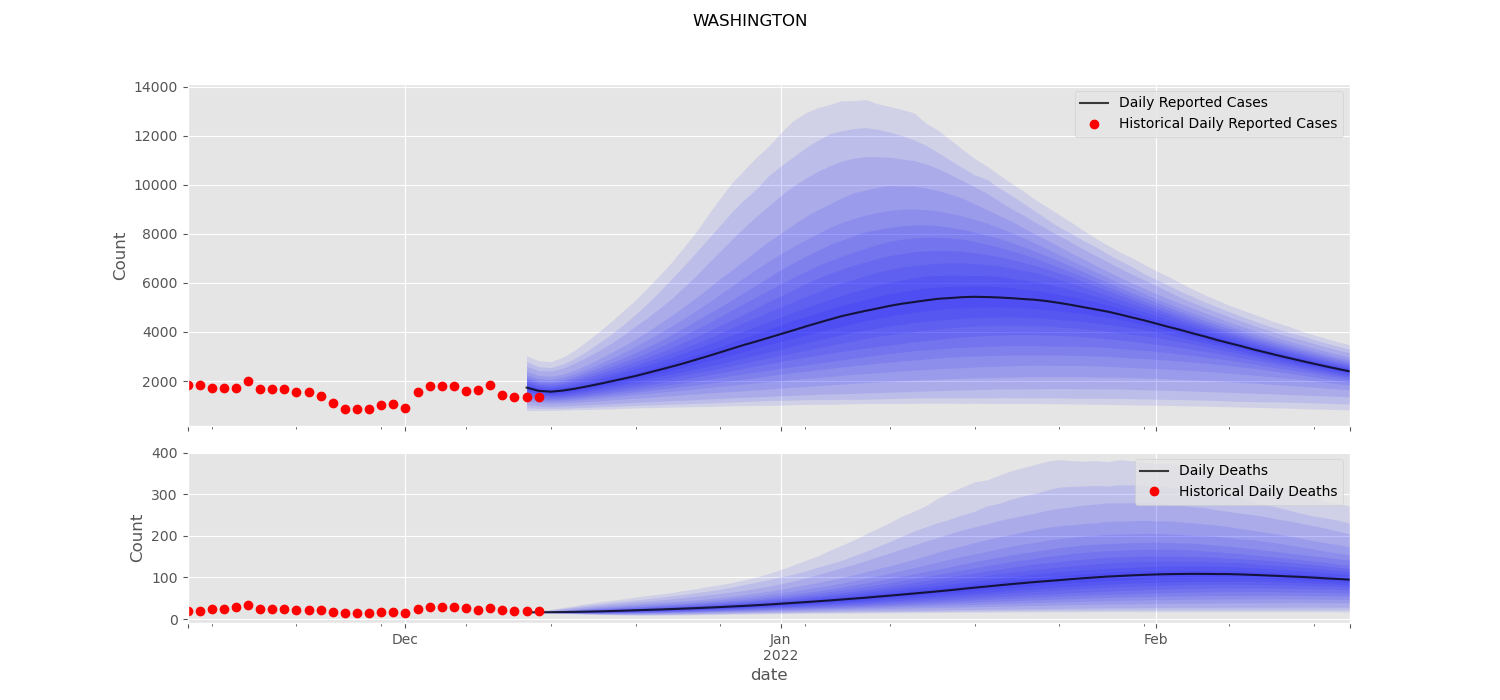 WASHINGTON
14000
12000
10000
8000
6000
4000
2000
Count
Daily Reported Cases
Historical Daily Reported Cases
400
300
200
100
0
Count
Daily Deaths
Historical Daily Deaths
Dec
Jan
2022
Feb
date